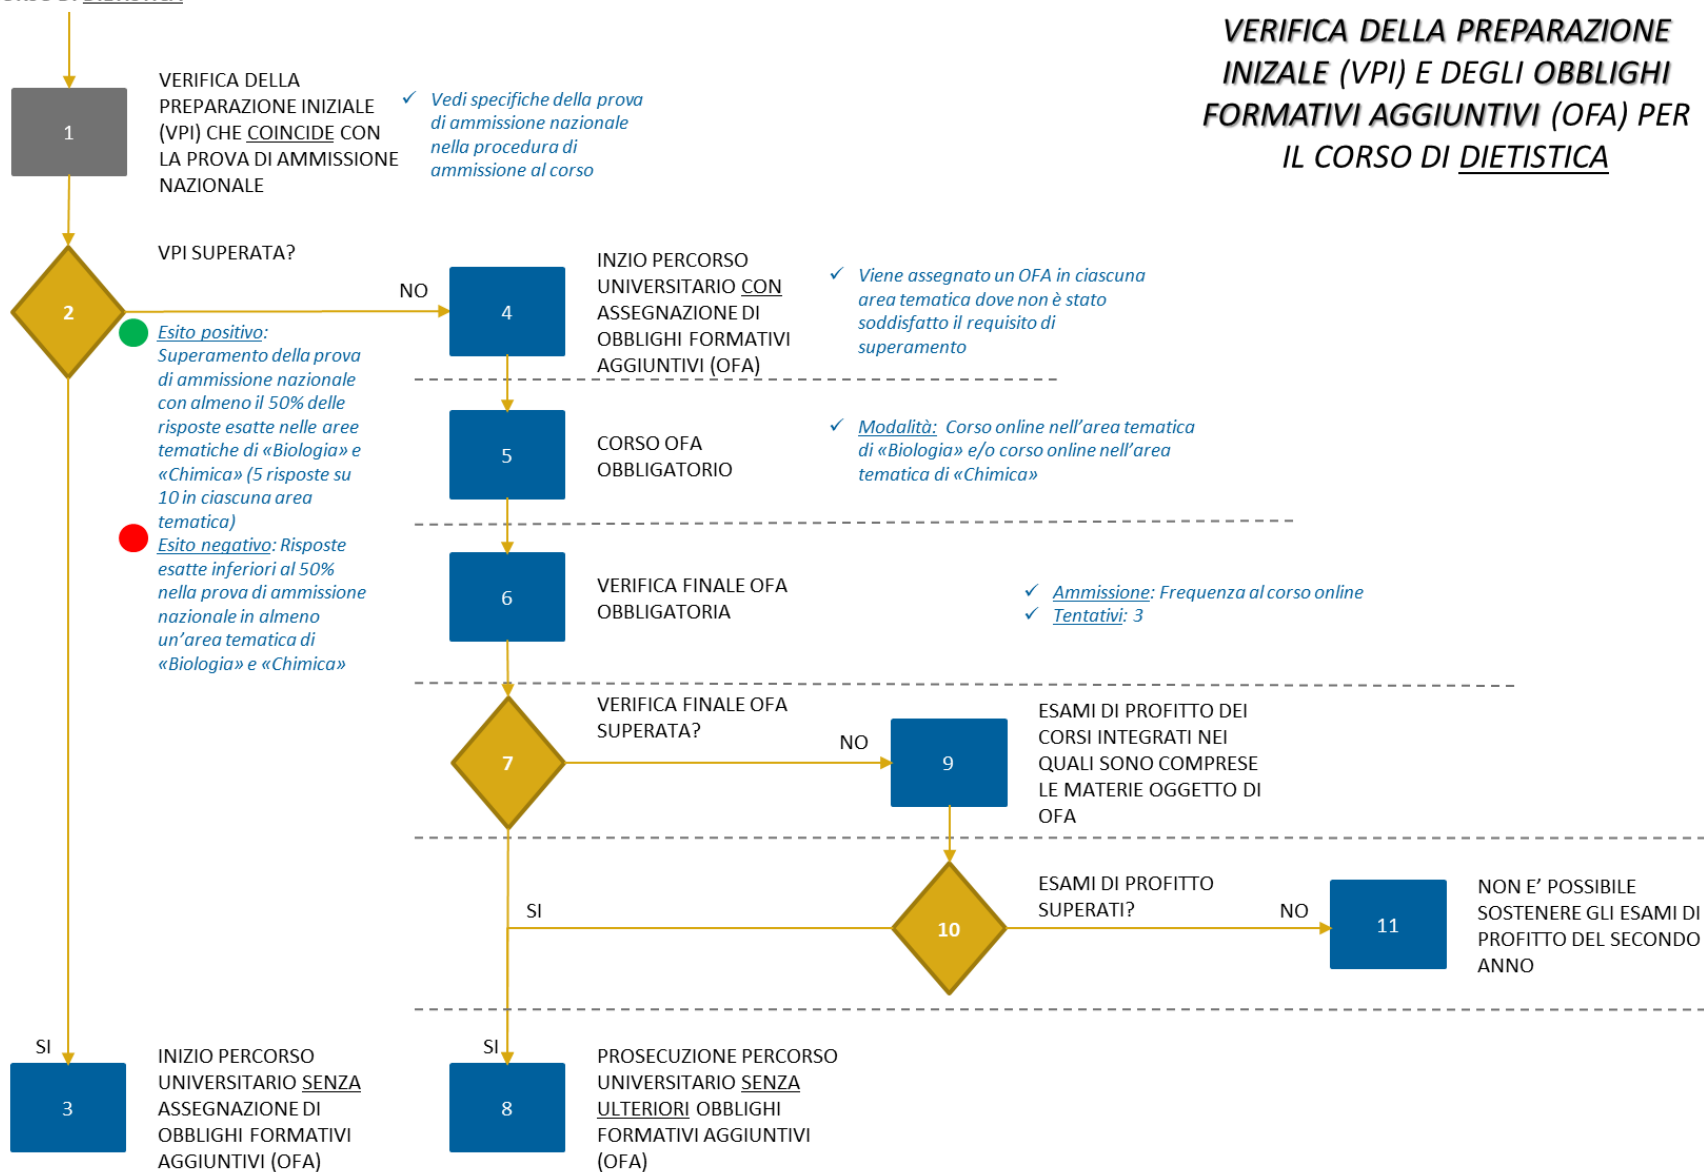 VERIFICA DELLA PREPARAZIONE
INIZALE (VPI) E DEGLI OBBLIGHI
FORMATIVI AGGIUNTIVI (OFA) PER
IL CORSO DI DIETISTICA
1
VERIFICA DELLA
PREPARAZIONE INIZIALE
(VPI) CHE COINCIDE CON
LA PROVA DI AMMISSIONE
NAZIONALE
✓ Vedi specifiche della prova
di ammissione nazionale
nella procedura di
ammissione al corso
2
VPI SUPERATA?
NO
Esito positivo:
Superamento della prova
di ammissione nazionale
con almeno il 50% delle
risposte esatte nelle aree
tematiche di «Biologia» e
«Chimica» (5 risposte su
10 in ciascuna area
tematica)
Esito negativo: Risposte
esatte inferiori al 50%
nella prova di ammissione
nazionale in almeno
un'area tematica di
«Biologia» e «Chimica»
4
INZIO PERCORSO
UNIVERSITARIO CON
ASSEGNAZIONE DI
OBBLIGHI FORMATIVI
AGGIUNTIVI (OFA)
✓ Viene assegnato un OFA in ciascuna
area tematica dove non è stato
soddisfatto il requisito di
superamento
5
CORSO OFA
OBBLIGATORIO
✓ Modalità: Corso online nell'area tematica
di «Biologia» e/o corso online nell'area
tematica di «Chimica»
6
VERIFICA FINALE OFA
OBBLIGATORIA
✓ Ammissione: Frequenza al corso online
✓ Tentativi: 3
7
VERIFICA FINALE OFA
SUPERATA?
NO
9
ESAMI DI PROFITTO DEI
CORSI INTEGRATI NEI
QUALI SONO COMPRESE
LE MATERIE OGGETTO DI
OFA
SI
10
ESAMI DI PROFITTO
SUPERATI?
NO
11
NON E' POSSIBILE
SOSTENERE GLI ESAMI DI
PROFITTO DEL SECONDO
ANNO
SI
3
INIZIO PERCORSO
UNIVERSITARIO SENZA
ASSEGNAZIONE DI
OBBLIGHI FORMATIVI
AGGIUNTIVI (OFA)
SI
8
PROSECUZIONE PERCORSO
UNIVERSITARIO SENZA
ULTERIORI OBBLIGHI
FORMATIVI AGGIUNTIVI
(OFA)